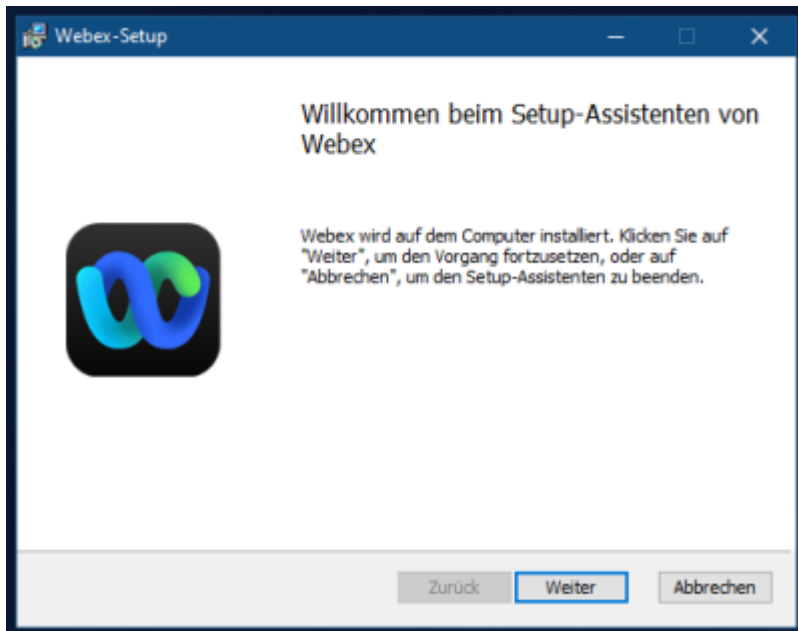 Webex-Setup
Willkommen beim Setup-Assistenten von
Webex
Webex wird auf dem Computer installiert. Klicken Sie auf
"Weiter", um den Vorgang fortzusetzen, oder auf
"Abbrechen", um den Setup-Assistenten zu beenden.
Zurück Weiter Abbrechen